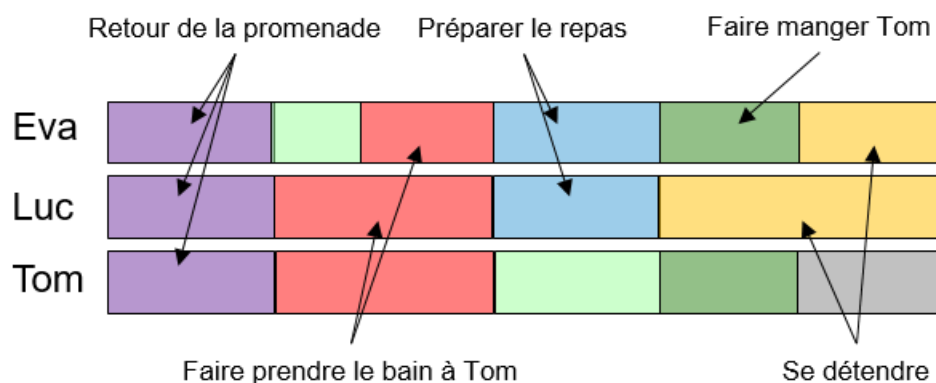 Retour de la promenade
Préparer le repas
Faire manger Tom
Eva
Luc
Tom
Faire prendre le bain à Tom
Se détendre